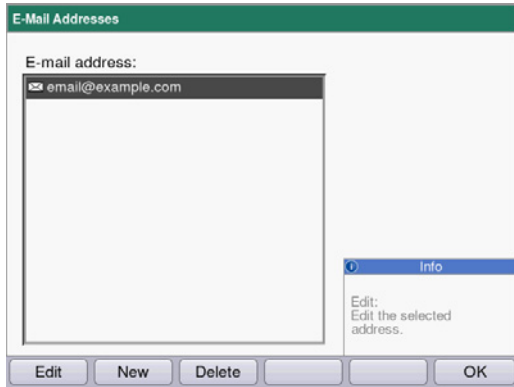 E-Mail Addresses
E-mail address:
email@example.com
Info
Edit:
Edit the selected
address.
Edit
New
Delete
OK